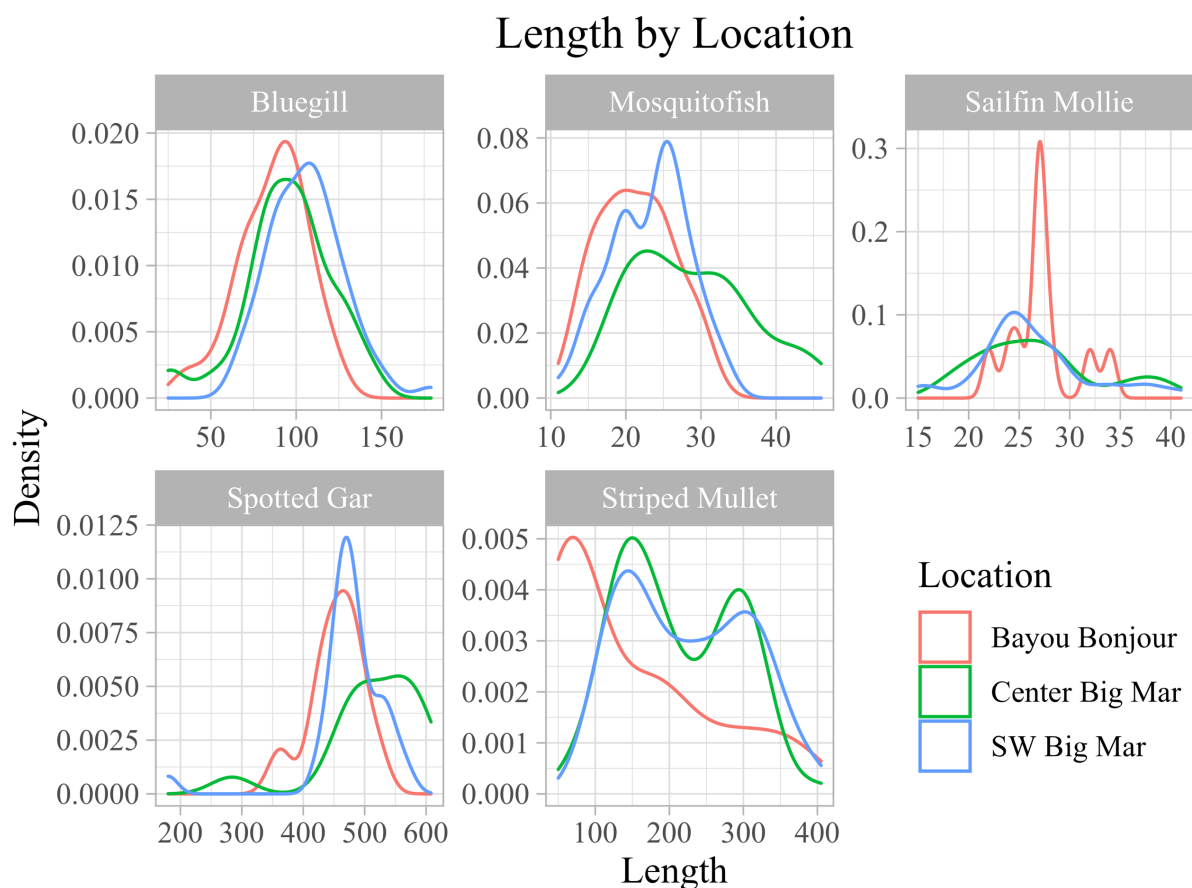 Length by Location
Bluegill
Mosquitofish
Sailfin Mollie
0.020
0.015
0.010
0.005
0.000
50 100 150
0.08
0.06
0.04
0.02
0.00
10 20 30 40
0.3
0.2
0.1
0.0
15 20 25 30 35 40
Density
Spotted Gar
Striped Mullet
0.0125
0.0100
0.0075
0.0050
0.0025
0.0000
200 300 400 500 600
0.005
0.004
0.003
0.002
0.001
0.000
100 200 300 400
Length
Location
Bayou Bonjour
Center Big Mar
SW Big Mar